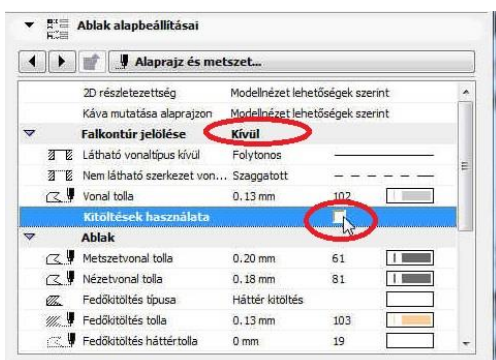 Ablak alapbeállításai
Alaprajz és metszet...
2D részletezettség Modellnézet lehetőségek szerint
Káva mutatása alaprajzon Modellnézet lehetőségek szerint
Falkontúr jelölése Kívül
Látható vonaltípus kívül Folytonos
Nem látható szerkezet von... Szaggatott
Vonal tolla 0.13 mm 102
Kitöltések használata
Ablak
Metszetvonal tolla 0.20 mm 61
Nézetvonal tolla 0.18 mm 81
Fedőkitöltés típusa Háttér kitöltés
Fedőkitöltés tolla 0.13 mm 103
Fedőkitöltés háttértolla 0 mm 19